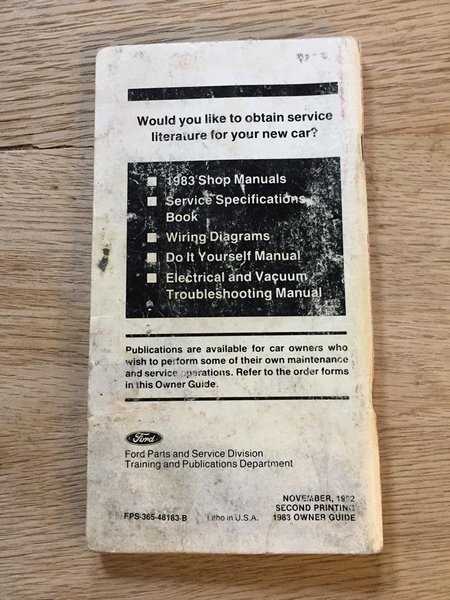 Would you like to obtain service
literature for your new car?
1983 Shop Manuals
Service Specifications
Book
Wiring Diagrams
Do It Yourself Manual
Electrical and Vacuum
Troubleshooting Manual
Publications are available for car owners who
wish to perform some of their own maintenance
and service operations. Refer to the order forms
in this Owner Guide.
Ford
Ford Parts and Service Division
Training and Publications Department
NOVEMBER, 1982
SECOND PRINTING
FPS-365-48183-B Litho in U.S.A. 1983 OWNER GUIDE